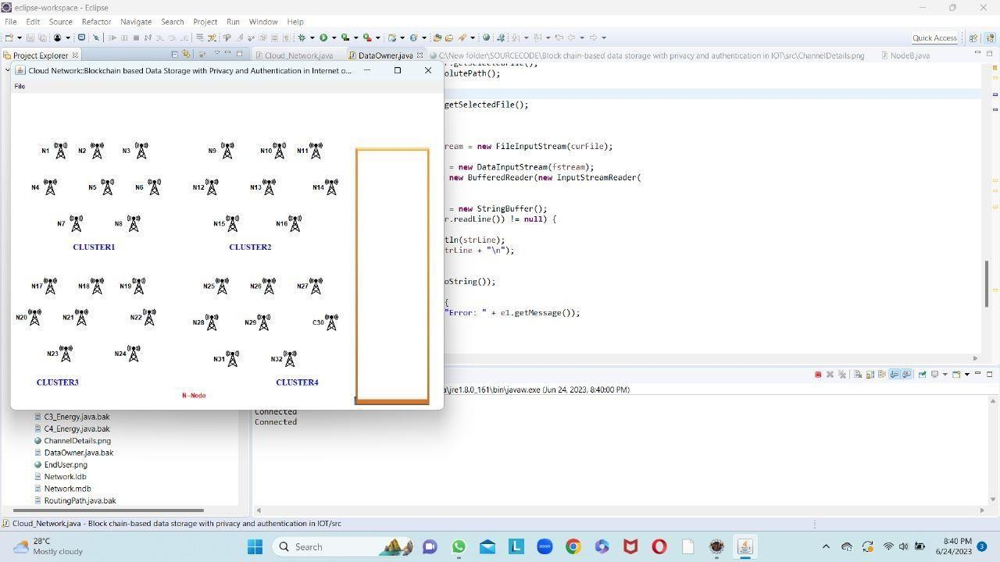 eclipse-workspace - Eclipse
File Edit Source Refactor Navigate Search Project Run Window Help
Quick Access
Project Explorer
Cloud_Network.java
DataOwner.java
C:\New folder\SOURCECODE\Block chain-based data storage with privacy and authentication in IOT\src\ChannelDetails.png
NodeB.java
Cloud Network:Blockchain based Data Storage with Privacy and Authentication in Internet o...
File
N1 N2 N3 N9 N10 N11
N4 N5 N6 N12 N13 N14
N7 N8 N15 N16
CLUSTER1 CLUSTER2
N17 N18 N19 N25 N26 N27
N20 N21 N22 N28 N29 C30
N23 N24 N31 N32
CLUSTER3 CLUSTER4
N--Node
olutePath();
getSelectedFile();
ream = new FileInputStream(curFile);
= new DataInputStream(fstream);
new BufferedReader(new InputStreamReader(
= new StringBuffer();
r.readLine()) != null) {
tln(strLine);
trLine + "\n");
oString());
{
"Error: " + e1.getMessage());
a\jre1.8.0_161\bin\javaw.exe (Jun 24, 2023, 8:40:00 PM)
Connected
Connected
C3_Energy.java.bak
C4_Energy.java.bak
ChannelDetails.png
DataOwner.java.bak
EndUser.png
Network.ldb
Network.mdb
RoutingPath.java.bak
Cloud_Network.java - Block chain-based data storage with privacy and authentication in IOT/src
28°C
Mostly cloudy
Search
zoom
8:40 PM
6/24/2023
3